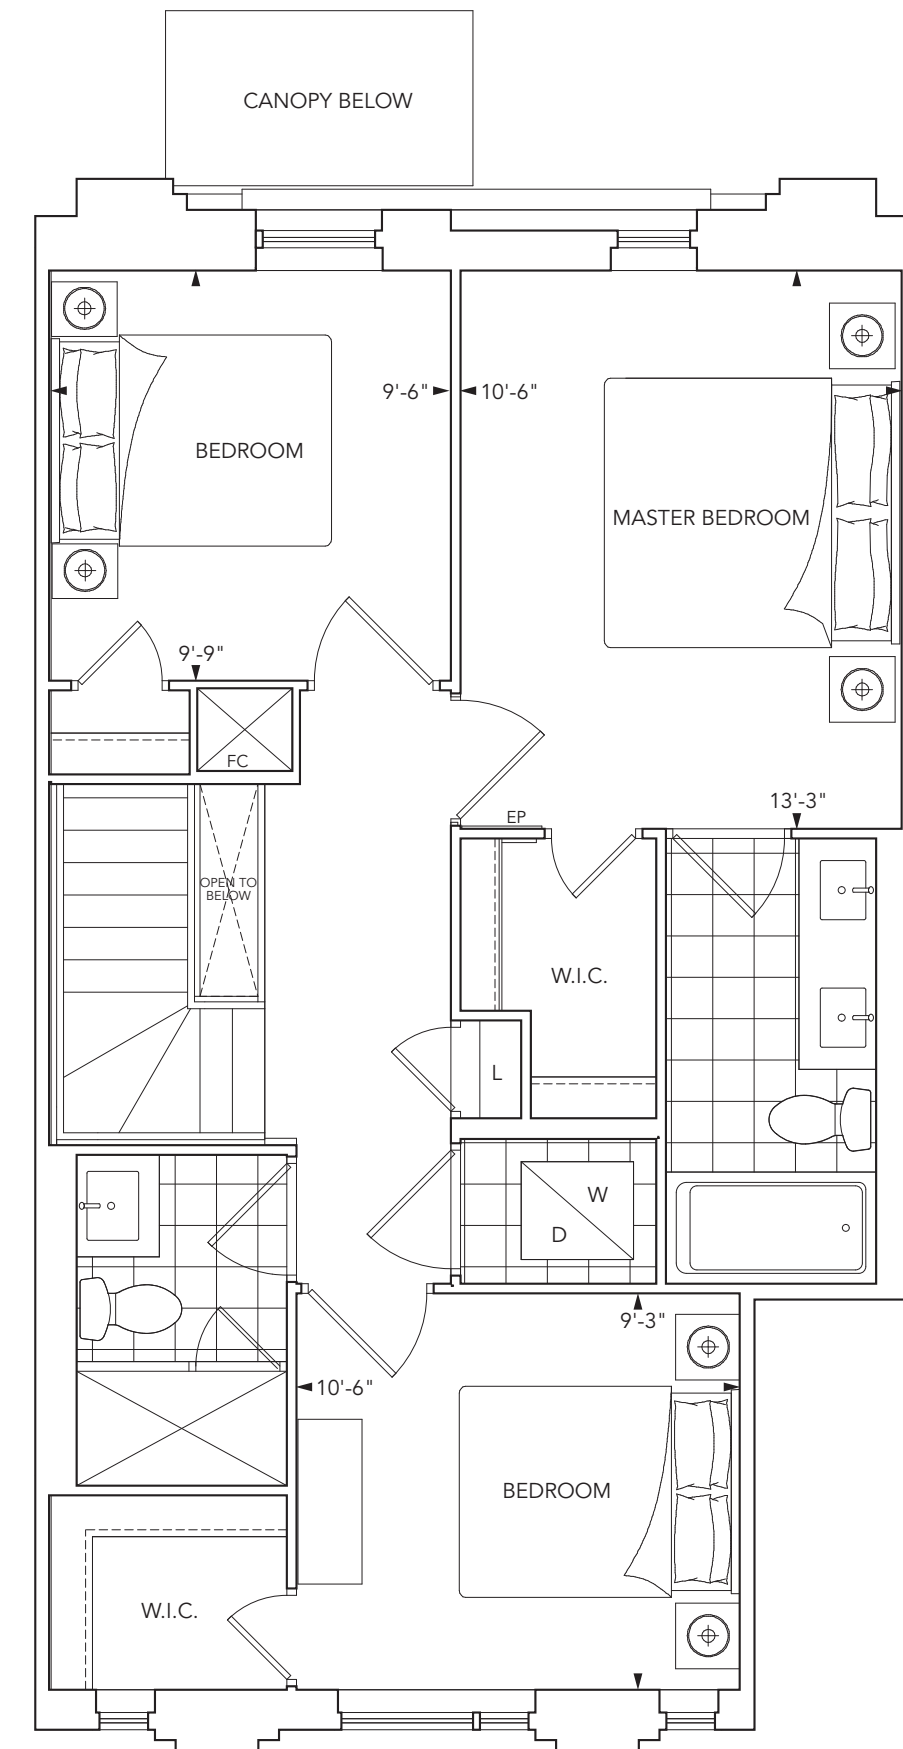 CANOPY BELOW
9'-6"
10'-6"
BEDROOM
MASTER BEDROOM
9'-9"
FC
13'-3"
EP
OPEN TO
BELOW
W.I.C.
L
W
D
9'-3"
10'-6"
BEDROOM
W.I.C.